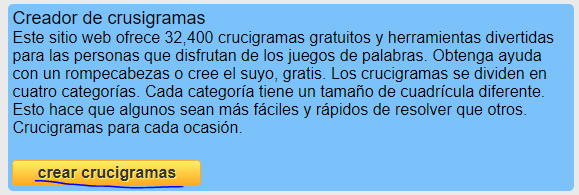 Creador de crusigramas
Este sitio web ofrece 32,400 crucigramas gratuitos y herramientas divertidas
para las personas que disfrutan de los juegos de palabras. Obtenga ayuda
con un rompecabezas o cree el suyo, gratis. Los crucigramas se dividen en
cuatro categorías. Cada categoría tiene un tamaño de cuadrícula diferente.
Esto hace que algunos sean más fáciles y rápidos de resolver que otros.
Crucigramas para cada ocasión.
crear crucigramas